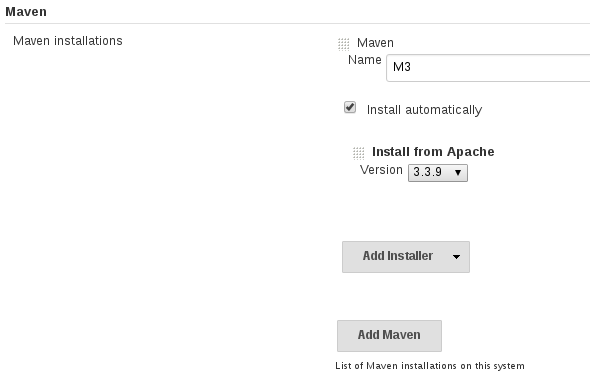 Maven
Maven installations
Maven
Name M3
Install automatically
Install from Apache
Version 3.3.9
Add Installer
Add Maven
List of Maven installations on this system